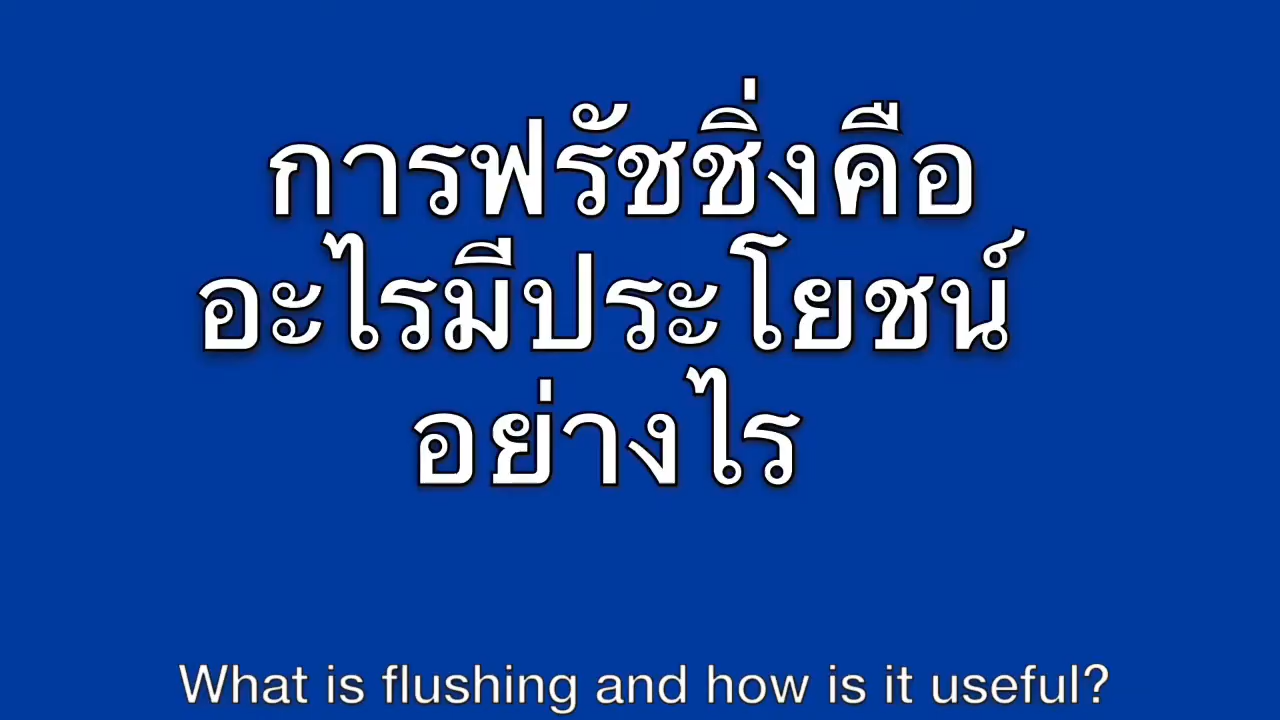 การฟรัชชิ่งคือ
อะไรมีประโยชน์
อย่างไร
What is flushing and how is it useful?